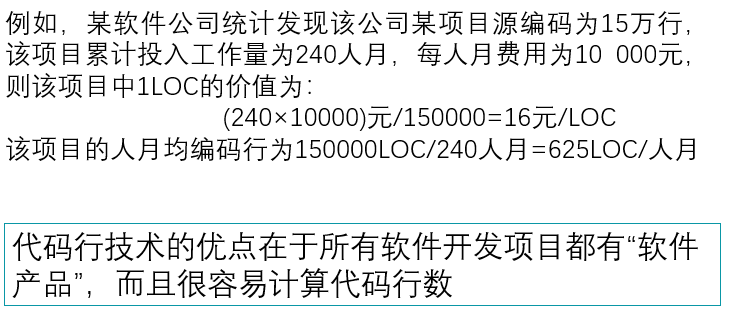 例如，某软件公司统计发现该公司某项目源编码为15万行，
该项目累计投入工作量为240人月，每人月费用为10 000元，
则该项目中1LOC的价值为：
(240×10000)元/150000=16元/LOC
该项目的人月均编码行为150000LOC/240人月=625LOC/人月
代码行技术的优点在于所有软件开发项目都有“软件
产品”，而且很容易计算代码行数